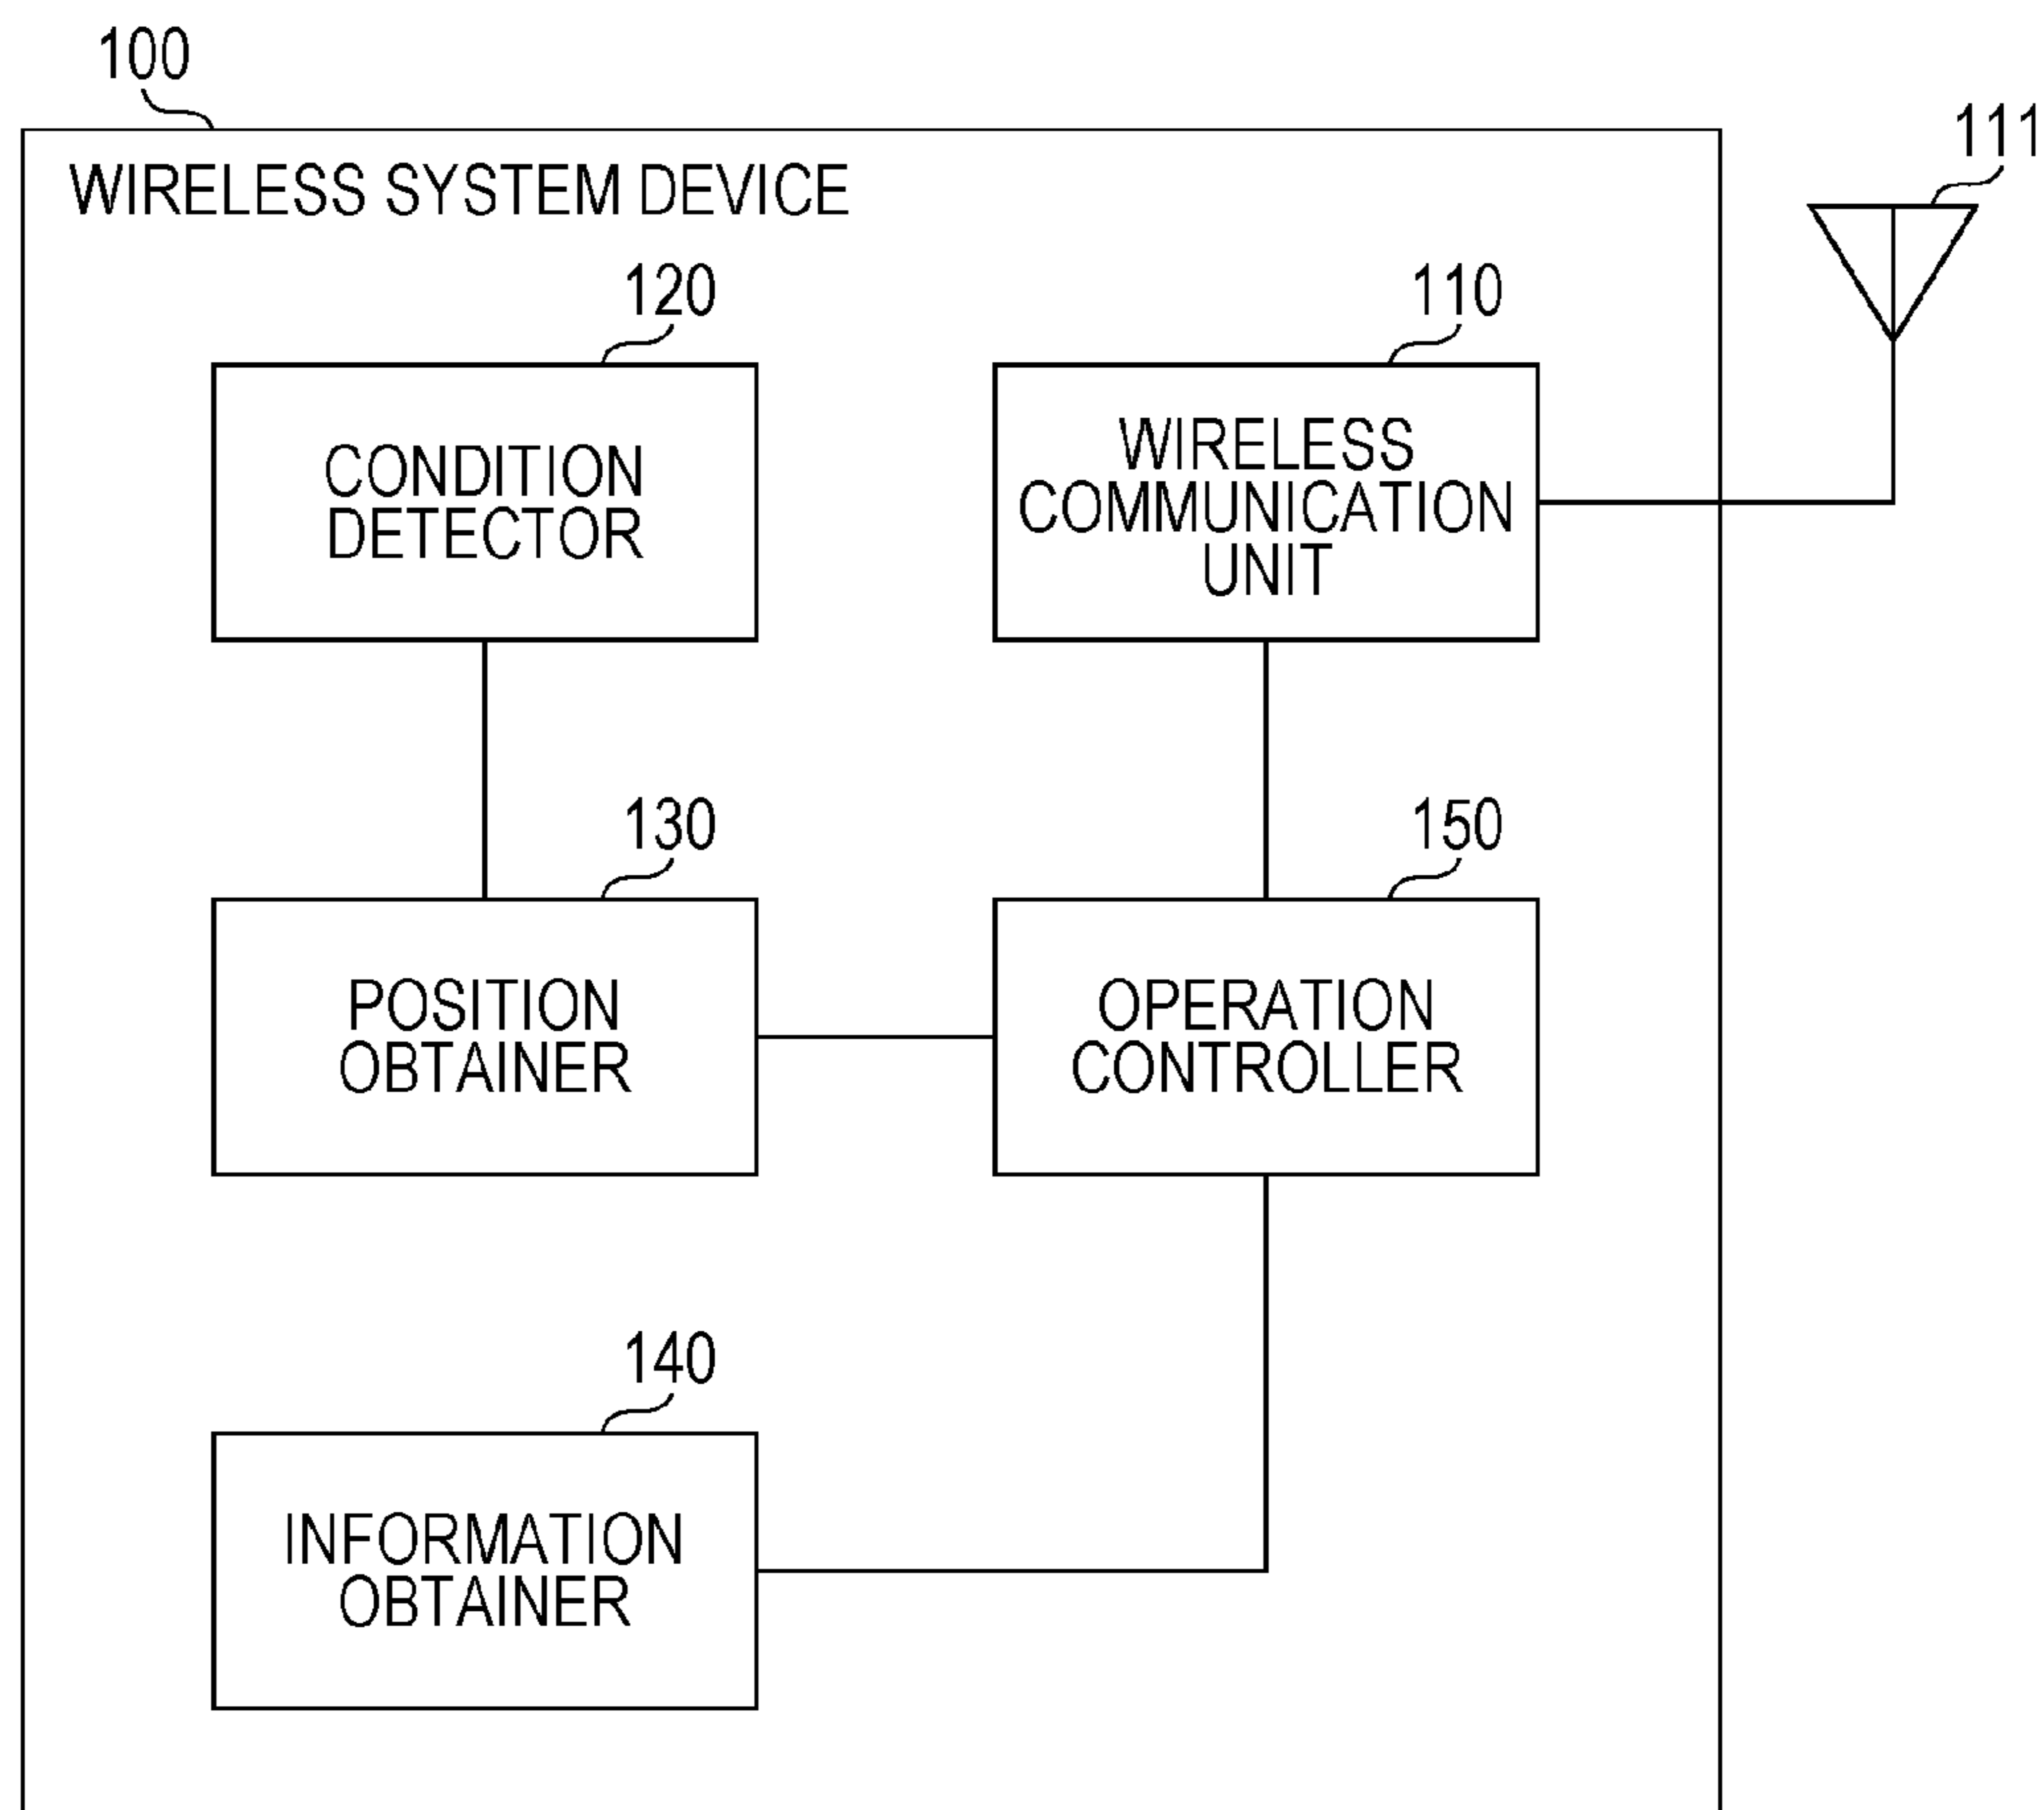 100
111
WIRELESS SYSTEM DEVICE
120
110
CONDITION
DETECTOR
WIRELESS
COMMUNICATION
UNIT
130
150
POSITION
OBTAINER
OPERATION
CONTROLLER
140
INFORMATION
OBTAINER